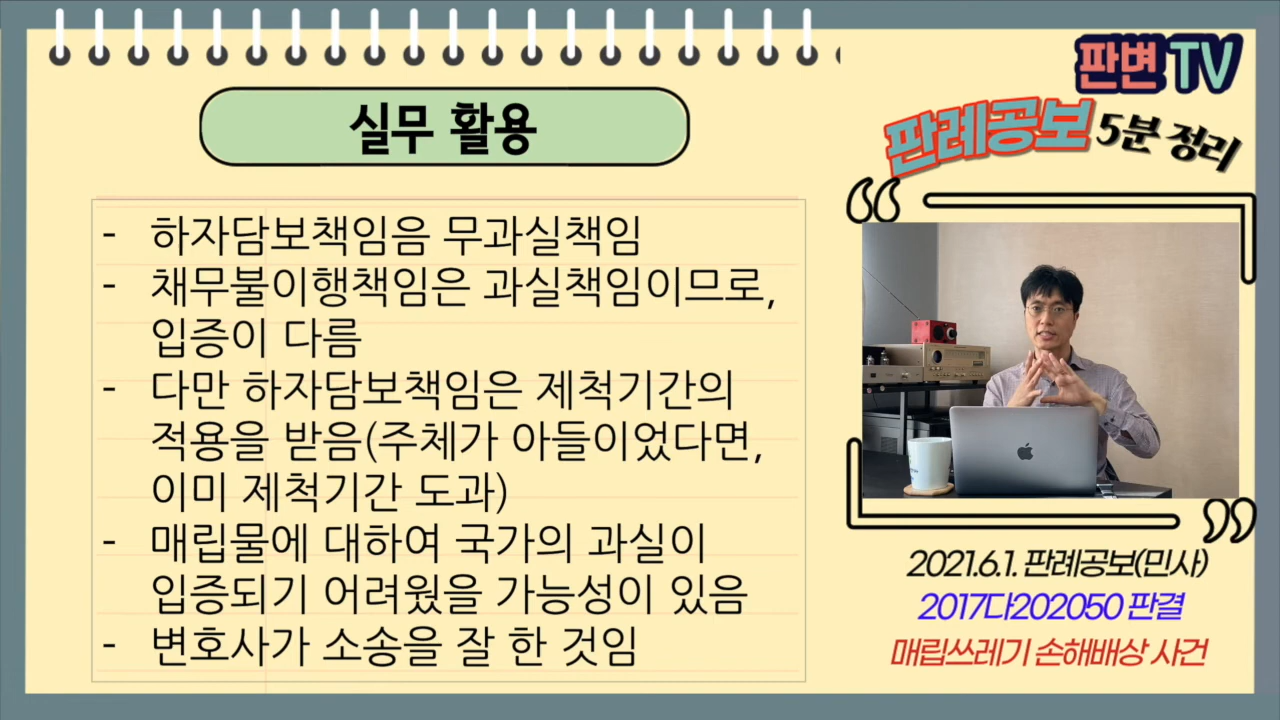 실무 활용
- 하자담보책임음 무과실책임
- 채무불이행책임은 과실책임이므로,
입증이 다름
- 다만 하자담보책임은 제척기간의
적용을 받음(주체가 아들이었다면,
이미 제척기간 도과)
- 매립물에 대하여 국가의 과실이
입증되기 어려웠을 가능성이 있음
- 변호사가 소송을 잘 한 것임
판변 TV
판례공보 5분 정리
2021.6.1. 판례공보(민사)
2017다202050 판결
매립쓰레기 손해배상 사건